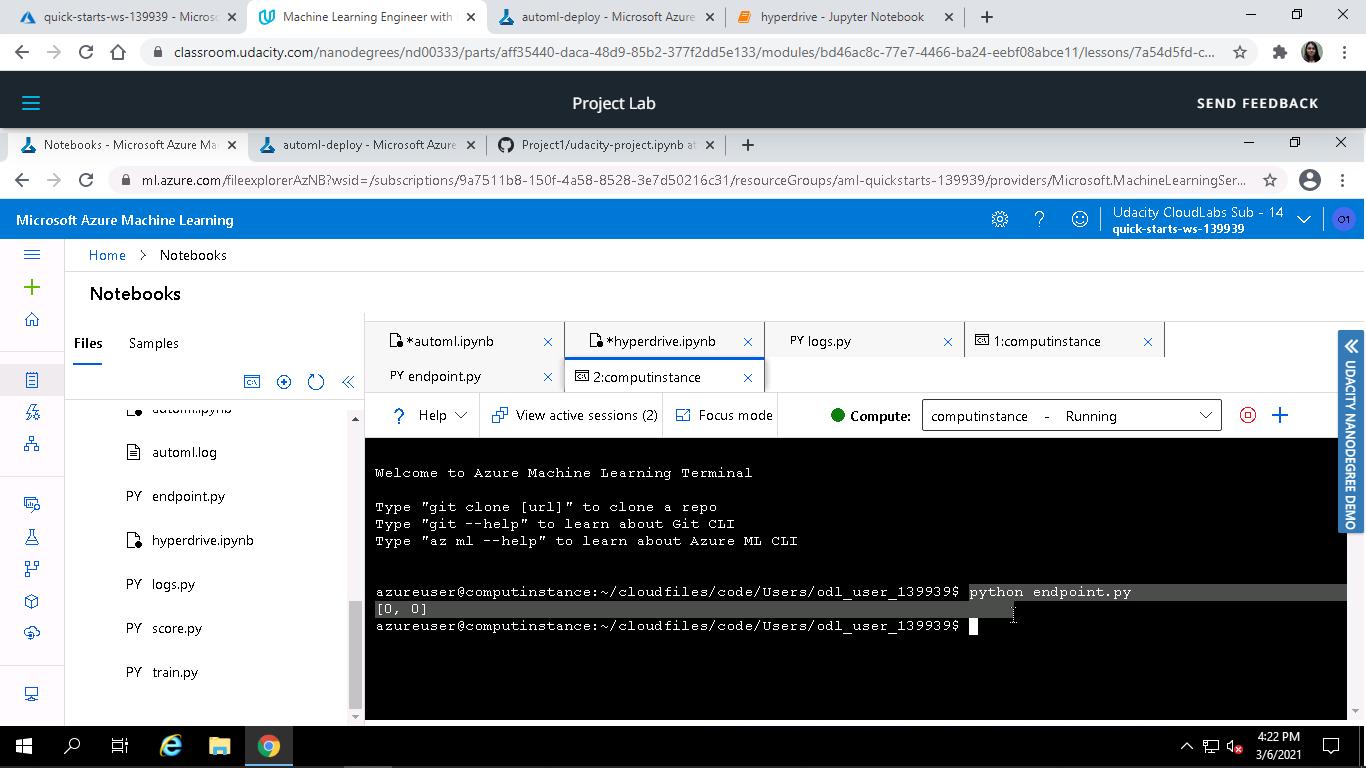 quick-starts-ws-139939 - Micros
Machine Learning Engineer with
automl-deploy - Microsoft Azure
hyperdrive - Jupyter Notebook
classroom.udacity.com/nanodegrees/nd00333/parts/aff35440-daca-48d9-85b2-377f2dd5e133/modules/bd46ac8c-77e7-4466-ba24-eebf08abce11/lessons/7a54d5fd-c...
Project Lab
SEND FEEDBACK
Notebooks - Microsoft Azure Ma
automl-deploy - Microsoft Azure
Project1/udacity-project.ipynb at
ml.azure.com/fileexplorerAzNB?wsid=/subscriptions/9a7511b8-150f-4a58-8528-3e7d50216c31/resourceGroups/aml-quickstarts-139939/providers/Microsoft.MachineLearningSer...
Microsoft Azure Machine Learning
Udacity CloudLabs Sub - 14
quick-starts-ws-139939
O1
Home > Notebooks
Notebooks
Files
Samples
*automl.ipynb
*hyperdrive.ipynb
PY logs.py
1:computinstance
PY endpoint.py
2:computinstance
? Help
View active sessions (2)
Focus mode
Compute:
computinstance - Running
automl.ipynb
automl.log
PY endpoint.py
hyperdrive.ipynb
PY logs.py
PY score.py
PY train.py
UDACITY NANODEGREE DEMO
Welcome to Azure Machine Learning Terminal
Type "git clone [url]" to clone a repo
Type "git --help" to learn about Git CLI
Type "az ml --help" to learn about Azure ML CLI
azureuser@computinstance:~/cloudfiles/code/Users/odl_user_139939$ python endpoint.py
[0, 0]
azureuser@computinstance:~/cloudfiles/code/Users/odl_user_139939$
4:22 PM
3/6/2021